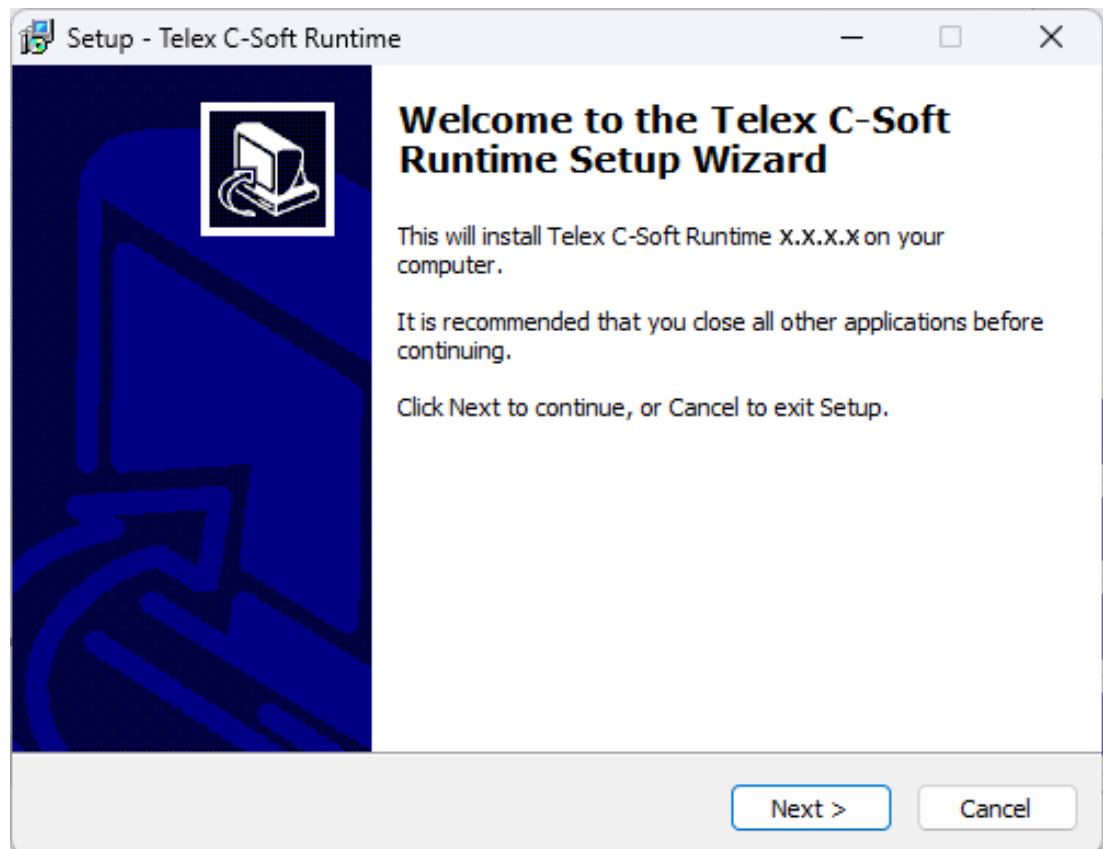 Setup - Telex C-Soft Runtime
Welcome to the Telex C-Soft
Runtime Setup Wizard
This will install Telex C-Soft Runtime X.X.X.X on your
computer.
It is recommended that you close all other applications before
continuing.
Click Next to continue, or Cancel to exit Setup.
Next >
Cancel